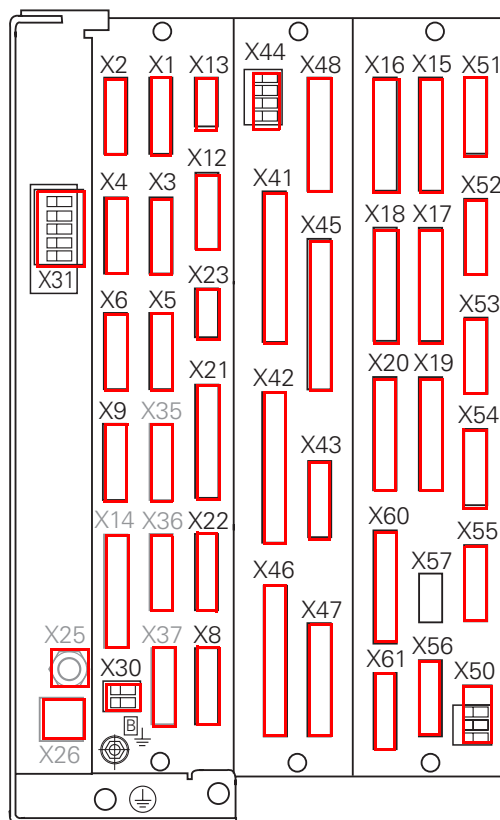 X44
X2 X1 X13 X48 X16 X15 X51
X12
X4 X3 X41 X52
X45 X18 X17
X31 X23
X6 X5 X53
X21 X20 X19
X42
X9 X35 X54
X43
X14 X36 X22 X60 X55
X57
X46
X25 X37 X8 X47
X30 X61 X56 X50
B
X26